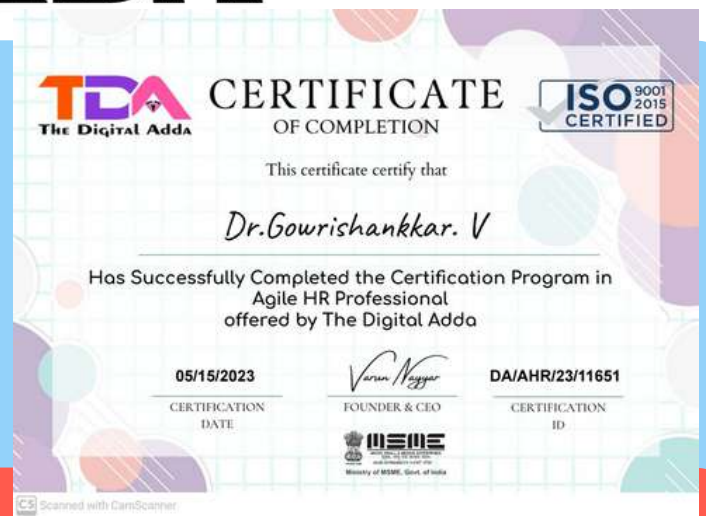 TDA
The Digital Adda
CERTIFICATE
OF COMPLETION
ISO 9001
2015
CERTIFIED
This certificate certify that
Dr.Gowrishankkar. V
Has Successfully Completed the Certification Program in
Agile HR Professional
offered by The Digital Adda
05/15/2023
Varun Nayyar
DA/AHR/23/11651
CERTIFICATION
DATE
FOUNDER & CEO
CERTIFICATION
ID
MSME
Ministry of MSME, Govt. of India
CS Scanned with CamScanner